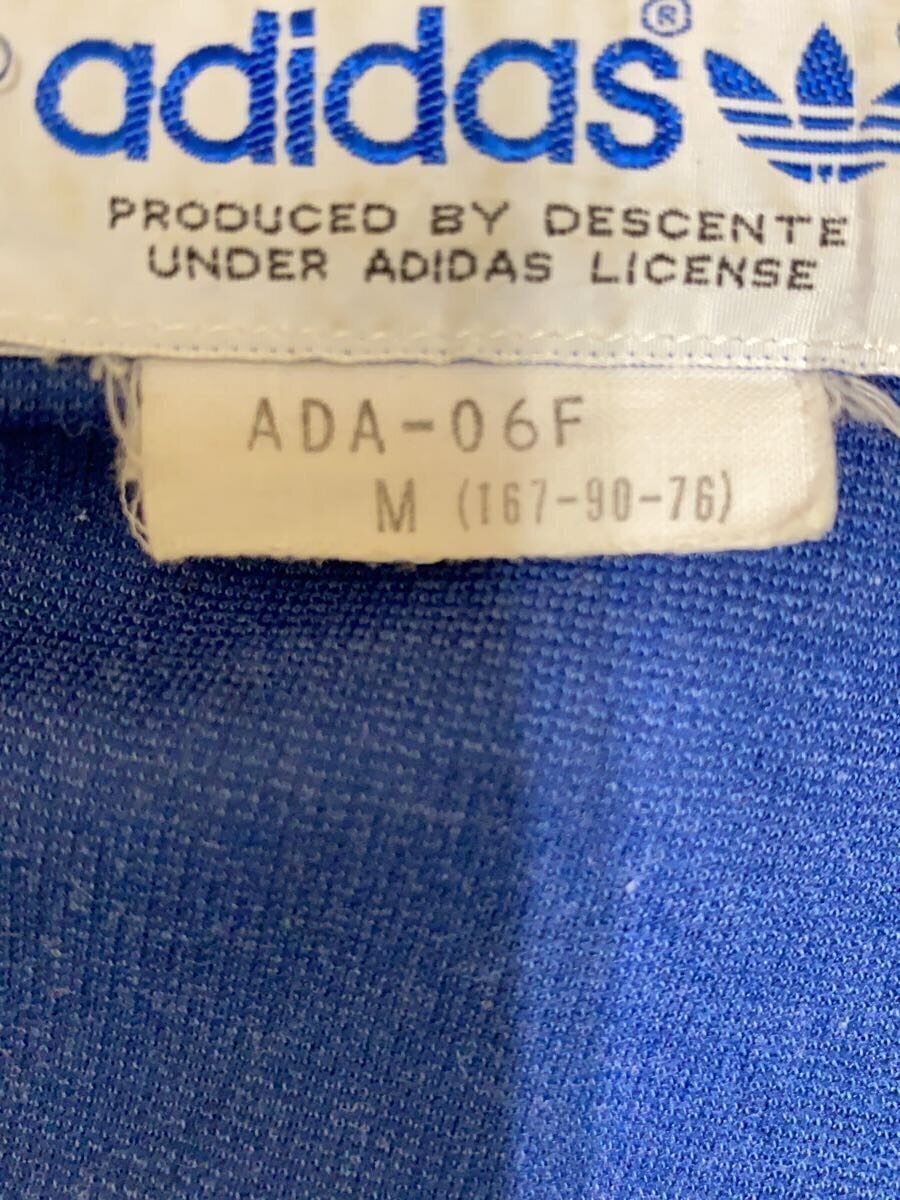 adidas®
PRODUCED BY DESCENTE
UNDER ADIDAS LICENSE
ADA-06F
M (167-90-76)